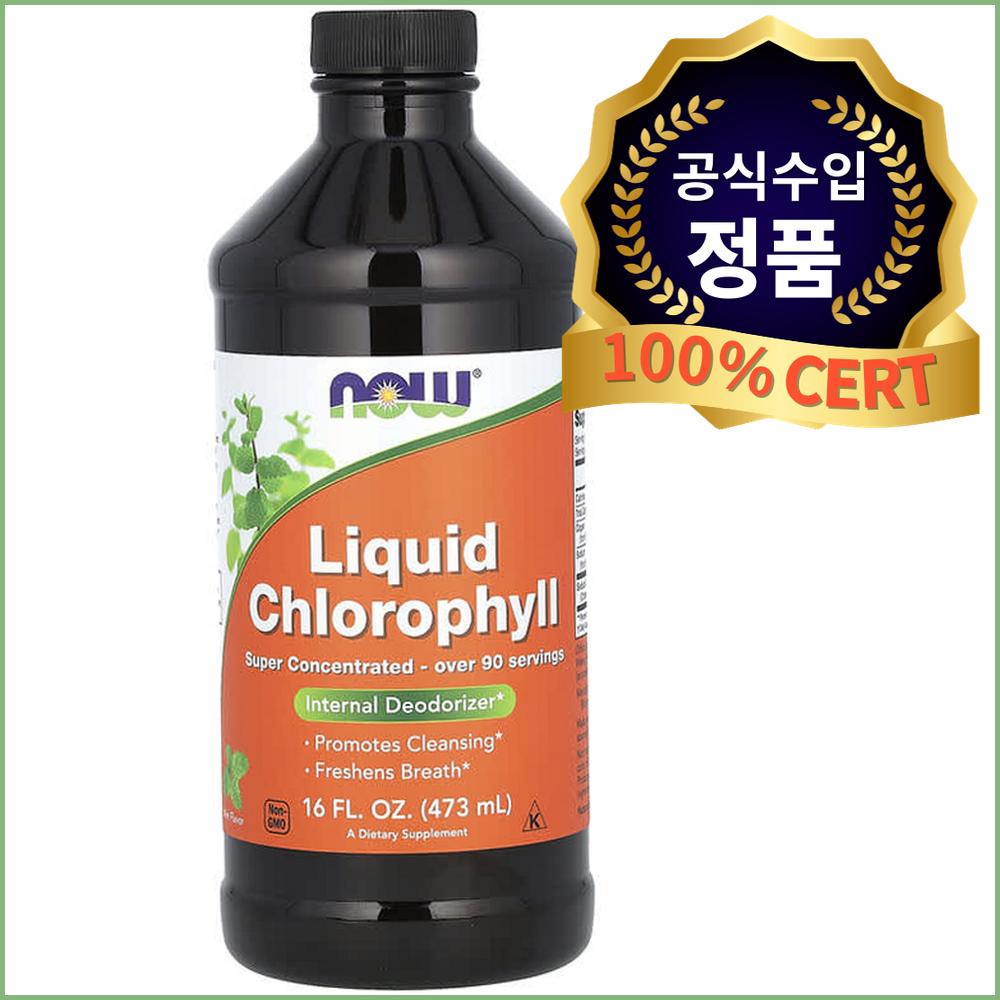 공식수입
정품
100% CERT
NOW®
Liquid
Chlorophyll
Super Concentrated - over 90 servings
Internal Deodorizer*
· Promotes Cleansing*
· Freshens Breath*
Non-
GMO
16 FL. OZ. (473 mL)
K
A Dietary Supplement